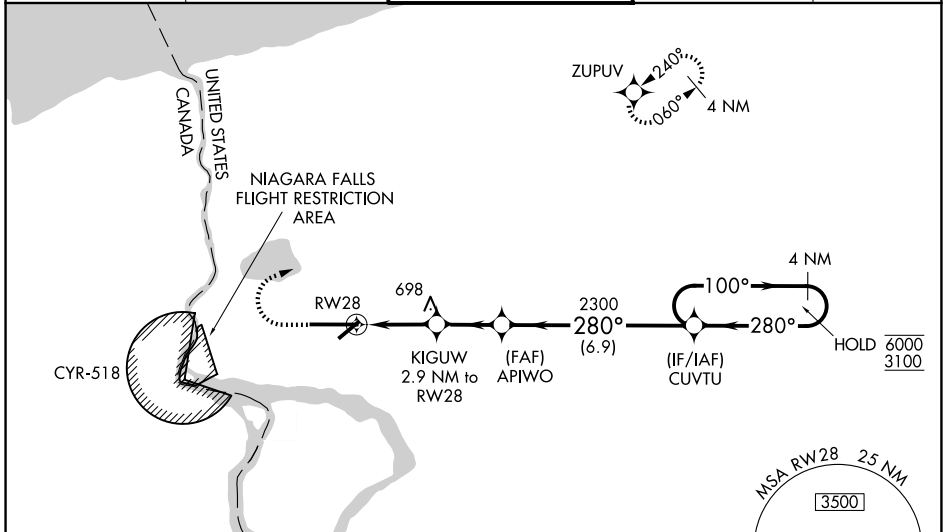 ZUPUV
240°
060°
4 NM
UNITED STATES
CANADA
NIAGARA FALLS
FLIGHT RESTRICTION
AREA
4 NM
100°
RW28
698
2300
280°
(6.9)
280°
HOLD
6000
3100
KIGUW
2.9 NM to
RW28
(FAF)
APIWO
(IF/IAF)
CUVTU
CYR-518
MSA RW28 25 NM
3500